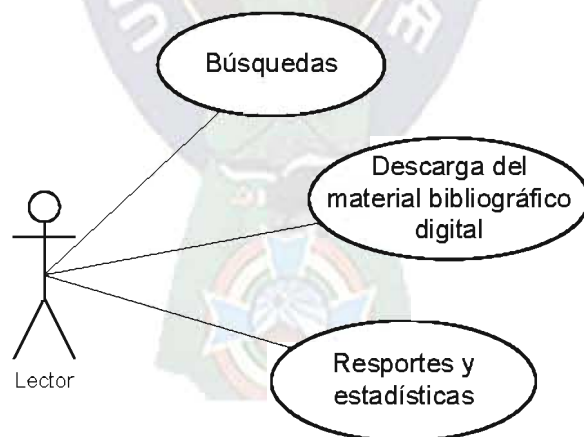 Búsquedas
Descarga del
material bibliográfico
digital
Lector
Resportes y
estadísticas